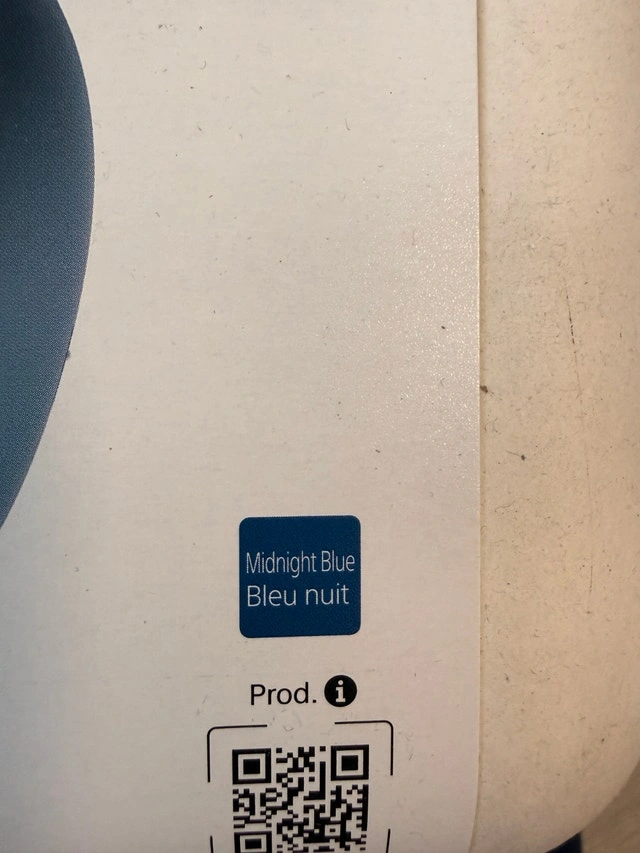 Midnight Blue
Bleu nuit
Prod. i